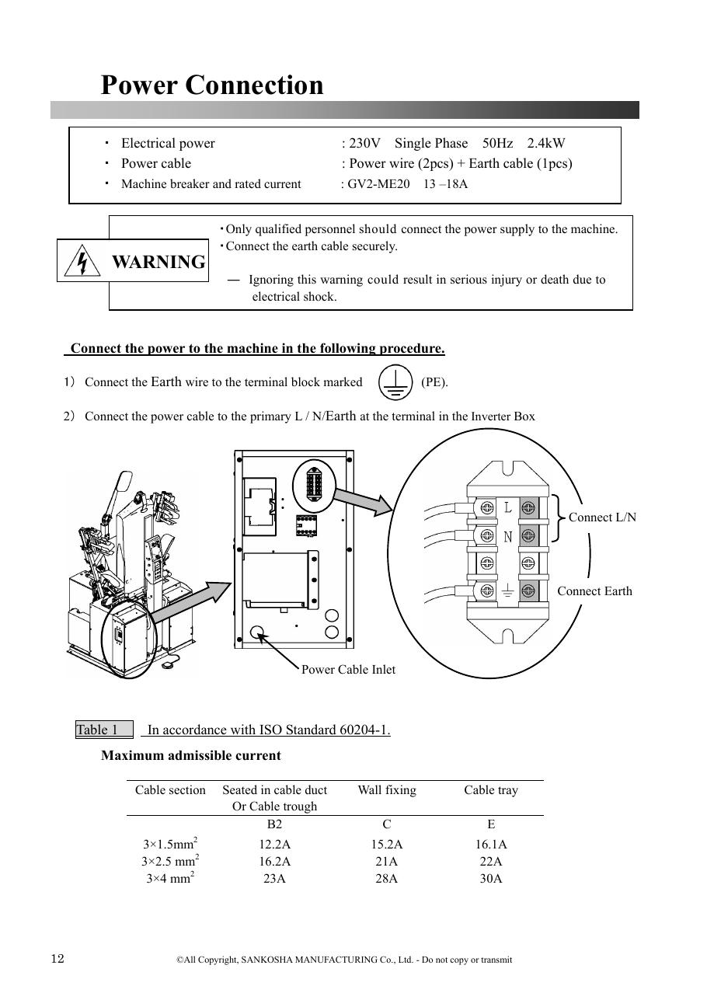 Power Connection
・ Electrical power : 230V Single Phase 50Hz 2.4kW
・ Power cable : Power wire (2pcs) + Earth cable (1pcs)
・ Machine breaker and rated current : GV2-ME20 13 –18A
・Only qualified personnel should connect the power supply to the machine.
・Connect the earth cable securely.
WARNING
― Ignoring this warning could result in serious injury or death due to
electrical shock.
Connect the power to the machine in the following procedure.
1） Connect the Earth wire to the terminal block marked (PE).
2） Connect the power cable to the primary L / N/Earth at the terminal in the Inverter Box
L
N
Connect L/N
Connect Earth
Power Cable Inlet
Table 1 In accordance with ISO Standard 60204-1.
Maximum admissible current
Cable section Seated in cable duct Wall fixing Cable tray
Or Cable trough
B2 C E
3×1.5mm² 12.2A 15.2A 16.1A
3×2.5 mm² 16.2A 21A 22A
3×4 mm² 23A 28A 30A
12 ©All Copyright, SANKOSHA MANUFACTURING Co., Ltd. - Do not copy or transmit